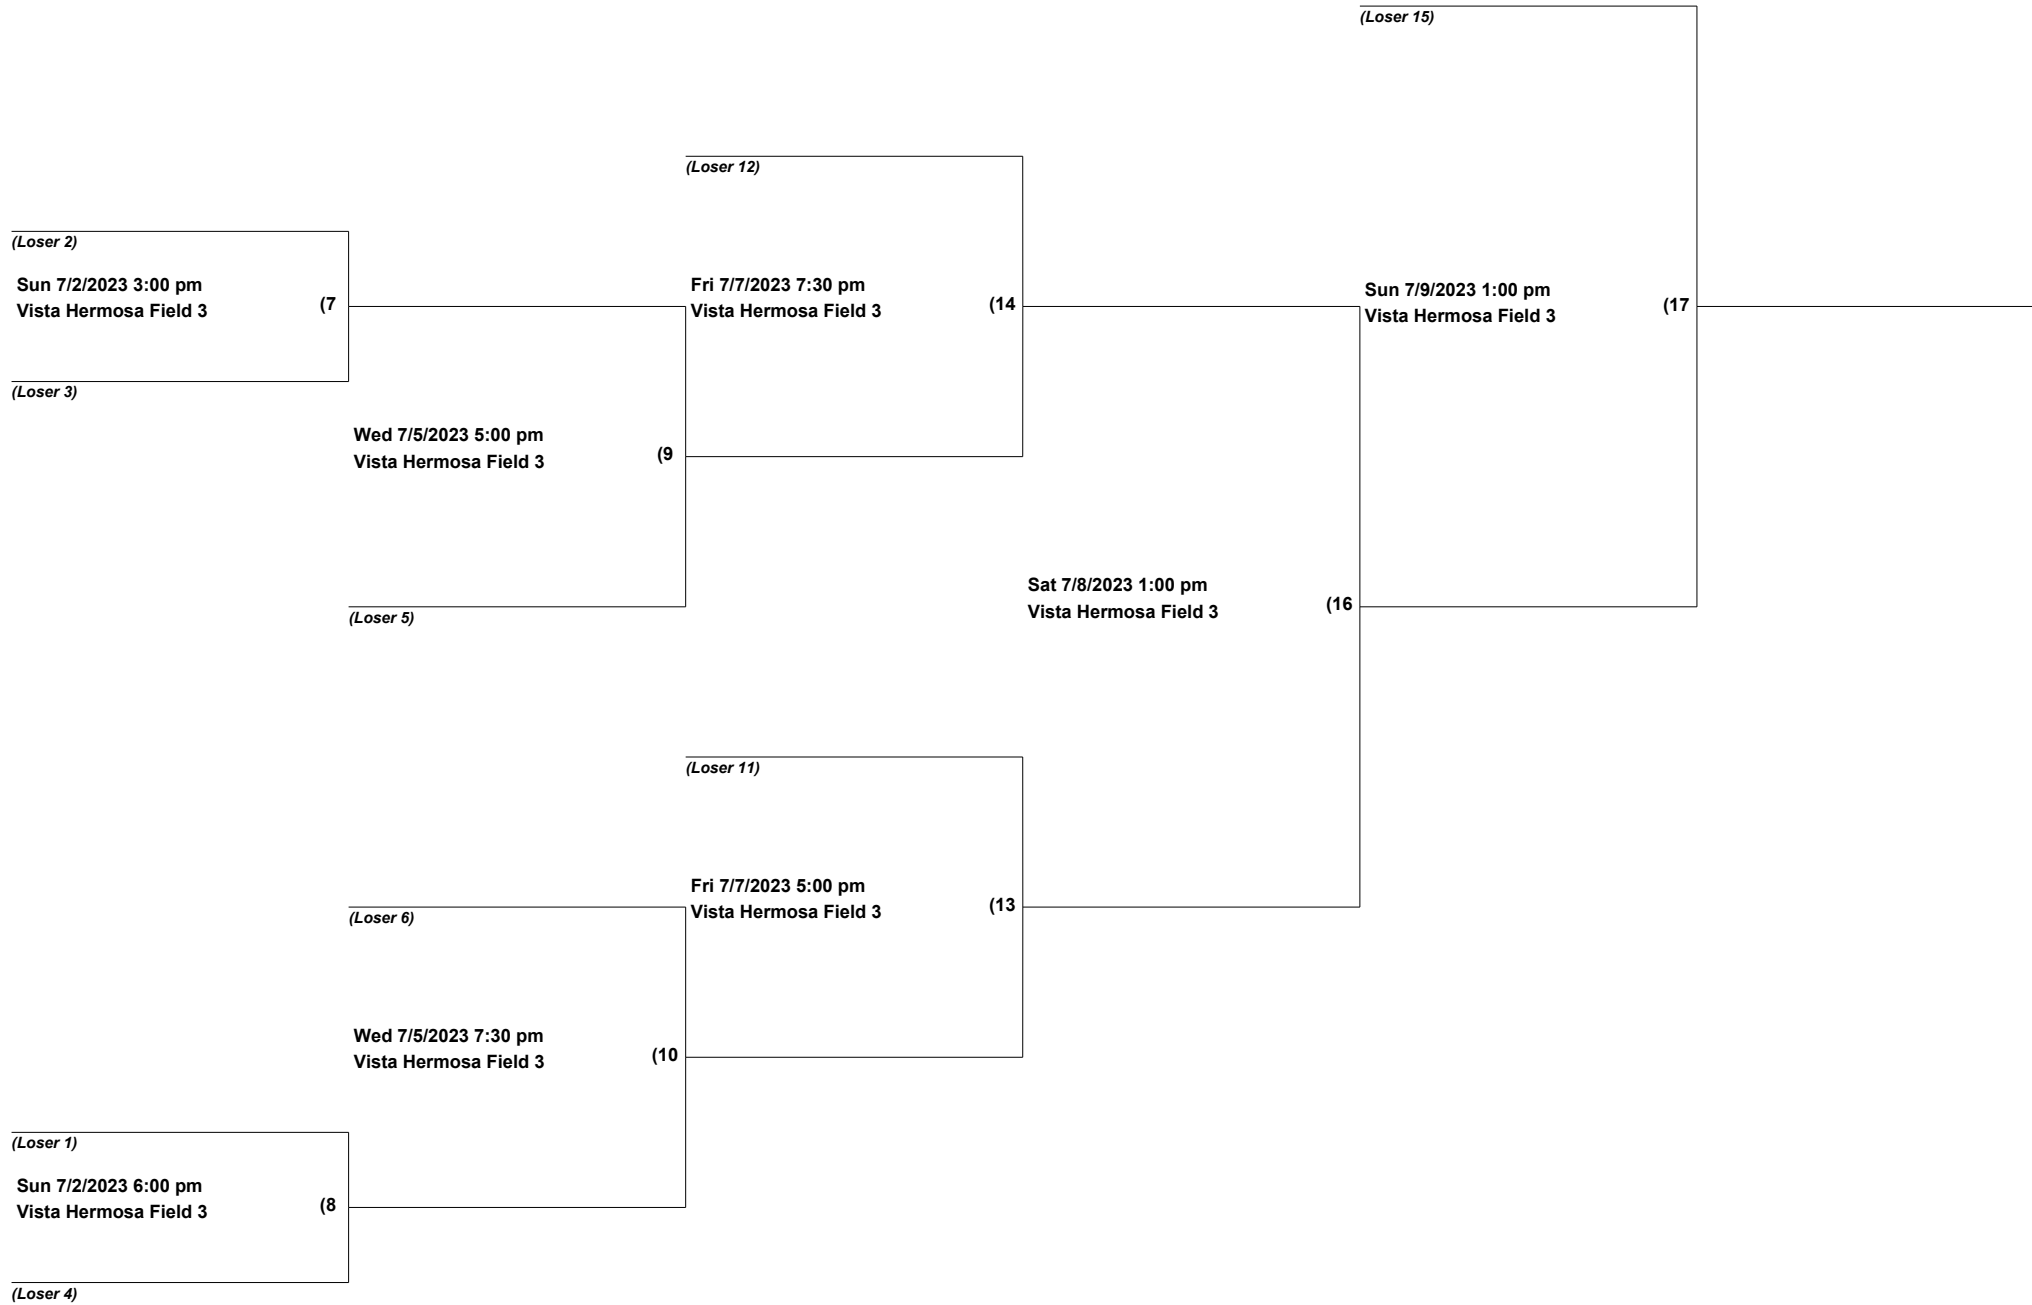 (Loser 15)
(Loser 12)
(Loser 2)
Sun 7/2/2023 3:00 pm
Vista Hermosa Field 3
(7
Fri 7/7/2023 7:30 pm
Vista Hermosa Field 3
(14
Sun 7/9/2023 1:00 pm
Vista Hermosa Field 3
(17
(Loser 3)
Wed 7/5/2023 5:00 pm
Vista Hermosa Field 3
(9
Sat 7/8/2023 1:00 pm
Vista Hermosa Field 3
(16
(Loser 5)
(Loser 11)
Fri 7/7/2023 5:00 pm
Vista Hermosa Field 3
(13
(Loser 6)
Wed 7/5/2023 7:30 pm
Vista Hermosa Field 3
(10
(Loser 1)
Sun 7/2/2023 6:00 pm
Vista Hermosa Field 3
(8
(Loser 4)